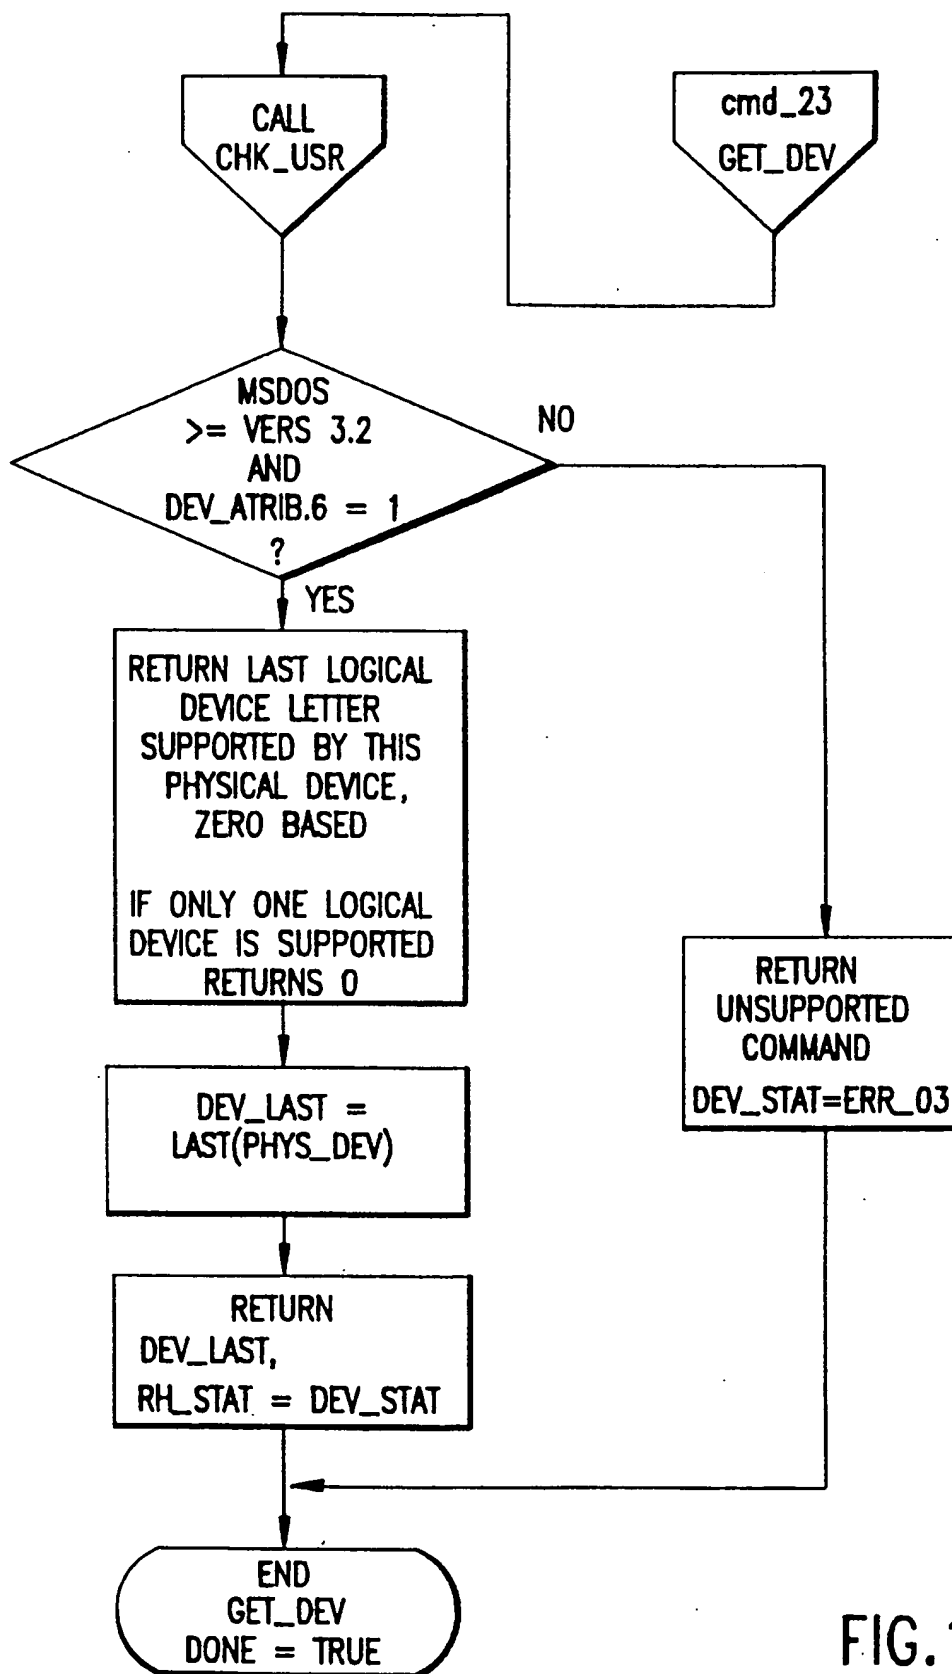 cmd_23
GET_DEV
CALL
CHK_USR
MSDOS
>= VERS 3.2
AND
DEV_ATRIB.6 = 1
?
NO
YES
RETURN LAST LOGICAL
DEVICE LETTER
SUPPORTED BY THIS
PHYSICAL DEVICE,
ZERO BASED
IF ONLY ONE LOGICAL
DEVICE IS SUPPORTED
RETURNS 0
RETURN
UNSUPPORTED
COMMAND
DEV_STAT=ERR_03
DEV_LAST =
LAST(PHYS_DEV)
RETURN
DEV_LAST,
RH_STAT = DEV_STAT
END
GET_DEV
DONE = TRUE
FIG.